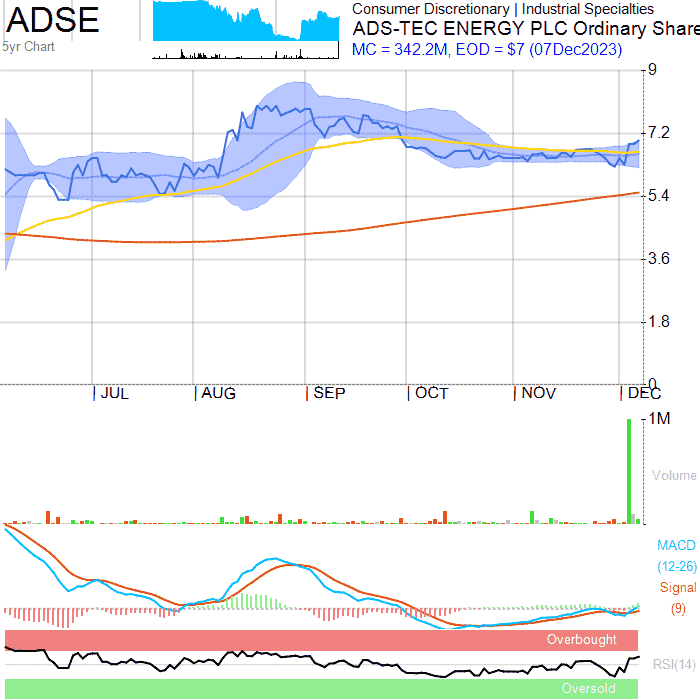 ADSE
5yr Chart
Consumer Discretionary | Industrial Specialties
ADS-TEC ENERGY PLC Ordinary Share
MC = 342.2M, EOD = $7 (07Dec2023)
9
7.2
5.4
3.6
1.8
0
JUL
AUG
SEP
OCT
NOV
DEC
1M
Volume
MACD
(12-26)
Signal
(9)
Overbought
RSI(14)
Oversold